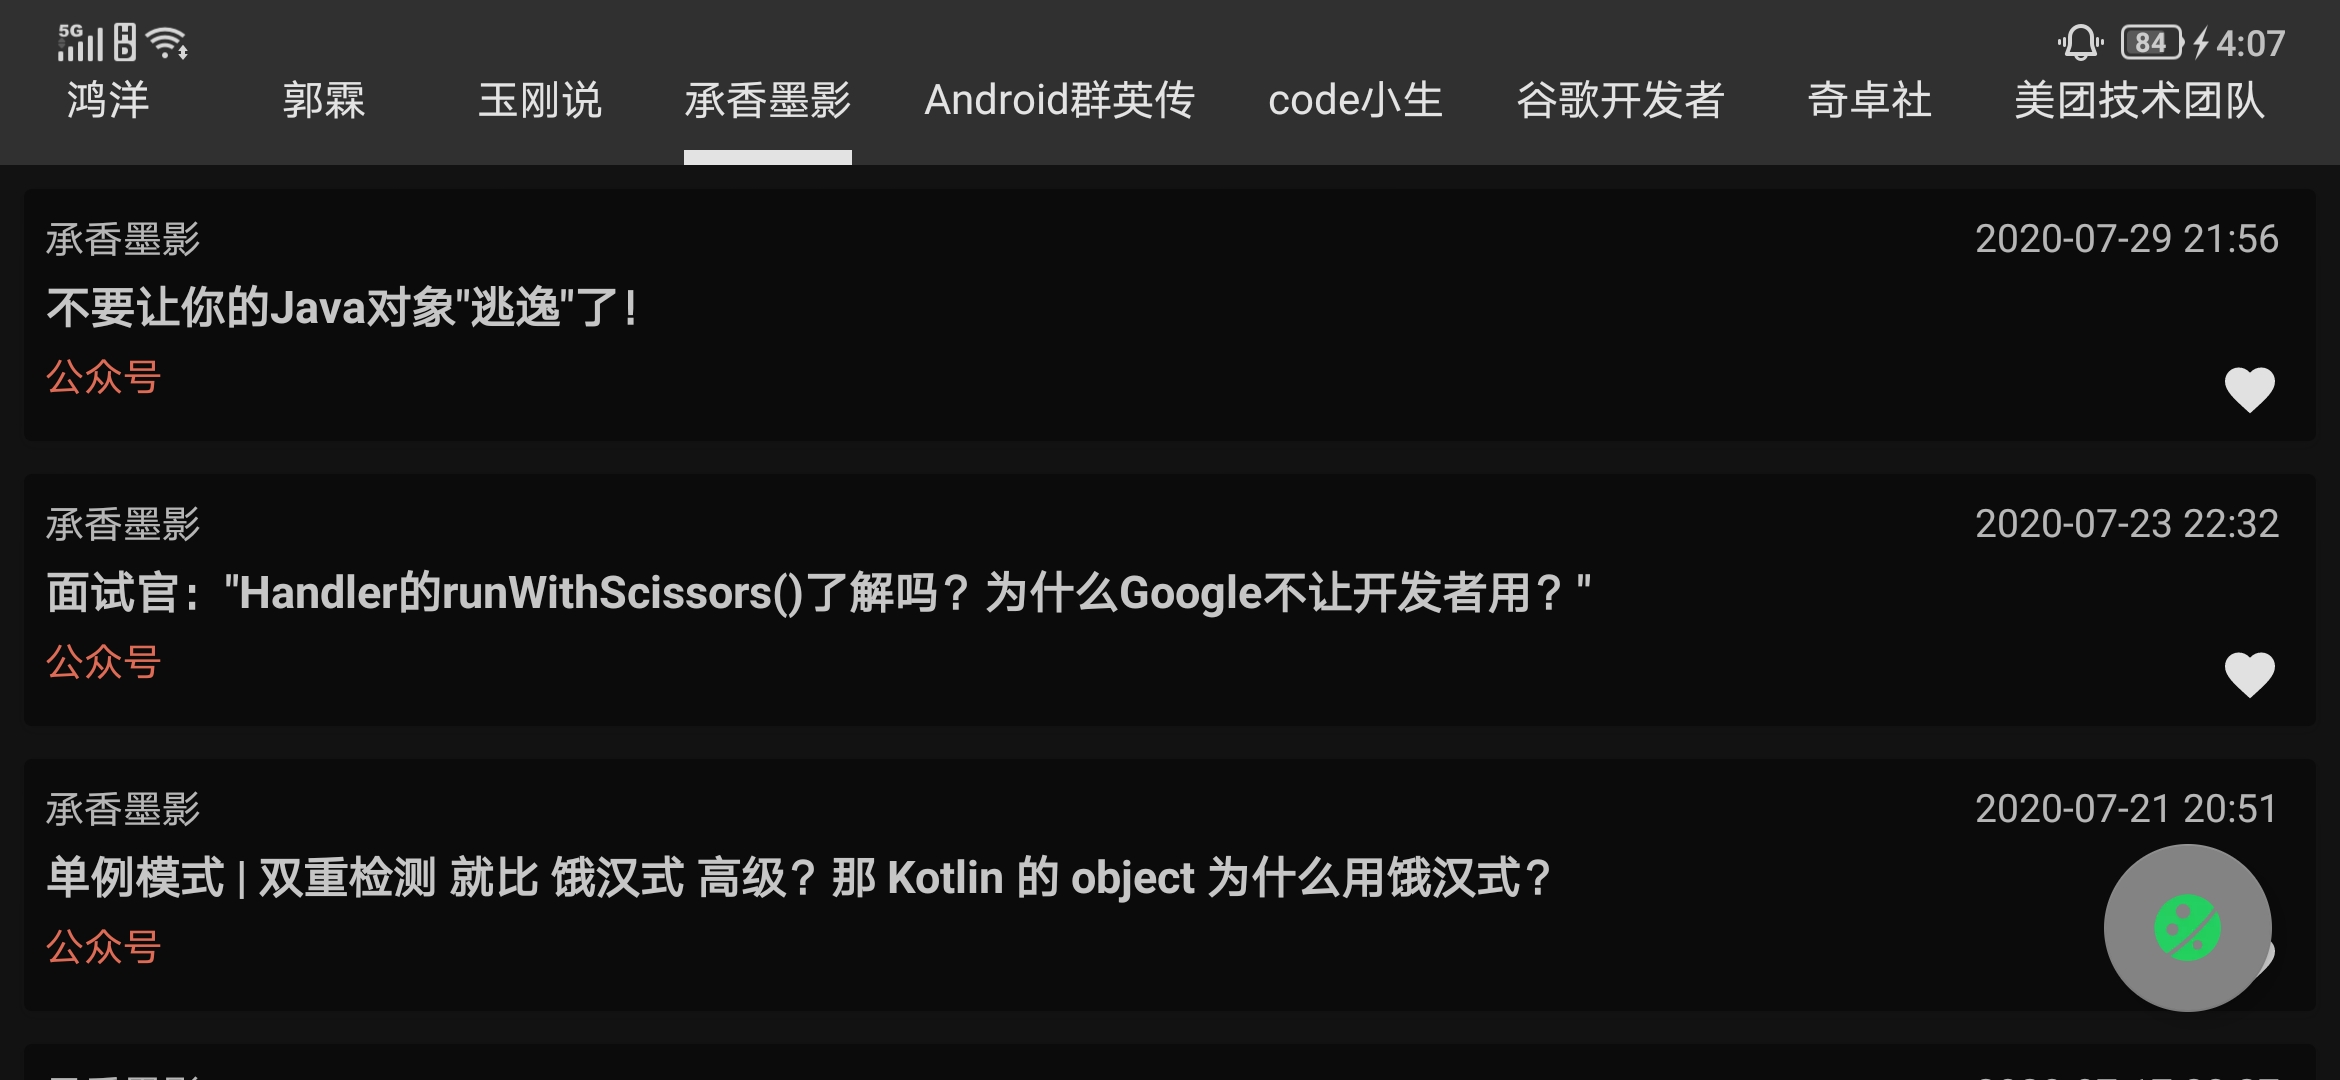 5G HD 84 4:07
鸿洋 郭霖 玉刚说 承香墨影 Android群英传 code小生 谷歌开发者 奇卓社 美团技术团队
承香墨影 2020-07-29 21:56
不要让你的Java对象"逃逸"了！
公众号
承香墨影 2020-07-23 22:32
面试官："Handler的runWithScissors()了解吗？为什么Google不让开发者用？"
公众号
承香墨影 2020-07-21 20:51
单例模式 | 双重检测 就比 饿汉式 高级？那 Kotlin 的 object 为什么用饿汉式？
公众号